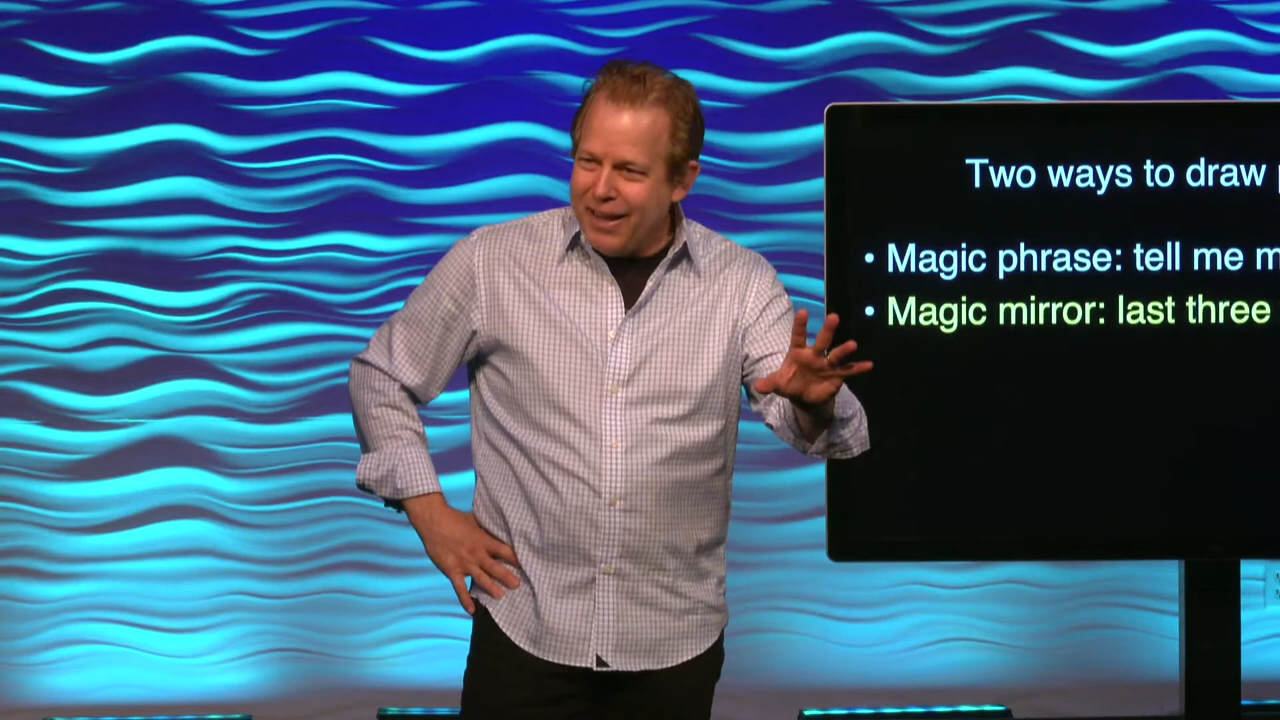 Two ways to draw
• Magic phrase: tell me m
• Magic mirror: last three